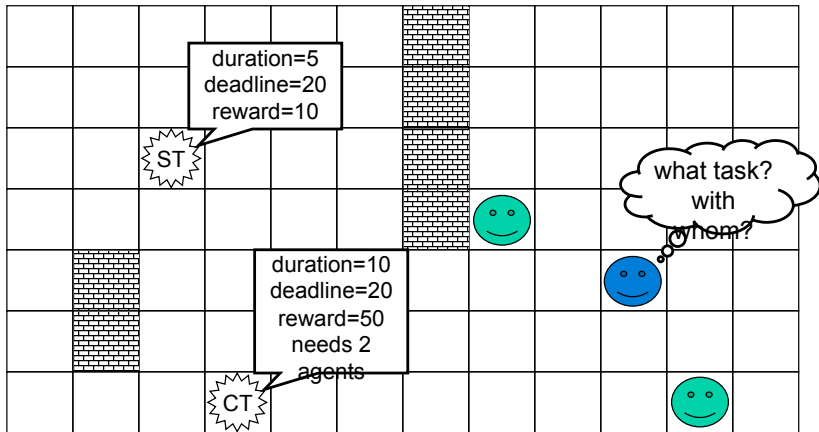 duration=5
deadline=20
reward=10
ST
what task?
with
whom?
duration=10
deadline=20
reward=50
needs 2
agents
CT